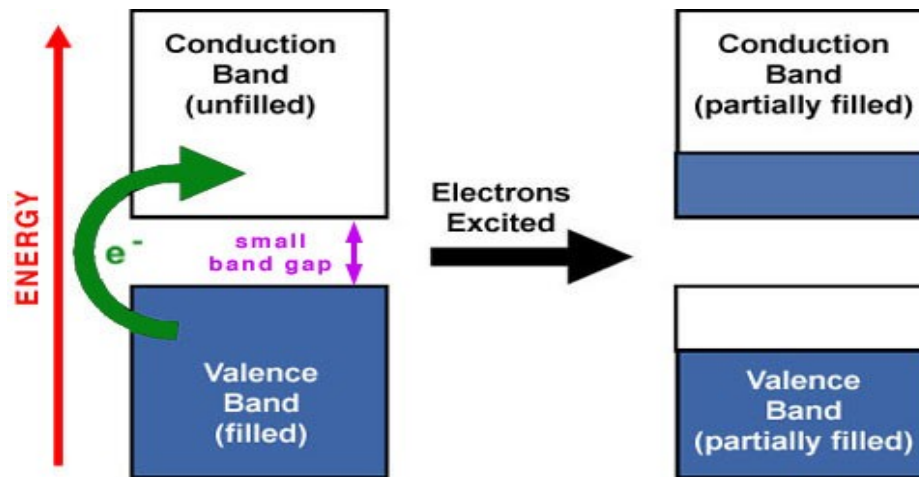 ENERGY
Conduction
Band
(unfilled)
e-
small
band gap
Valence
Band
(filled)
Electrons
Excited
Conduction
Band
(partially filled)
Valence
Band
(partially filled)